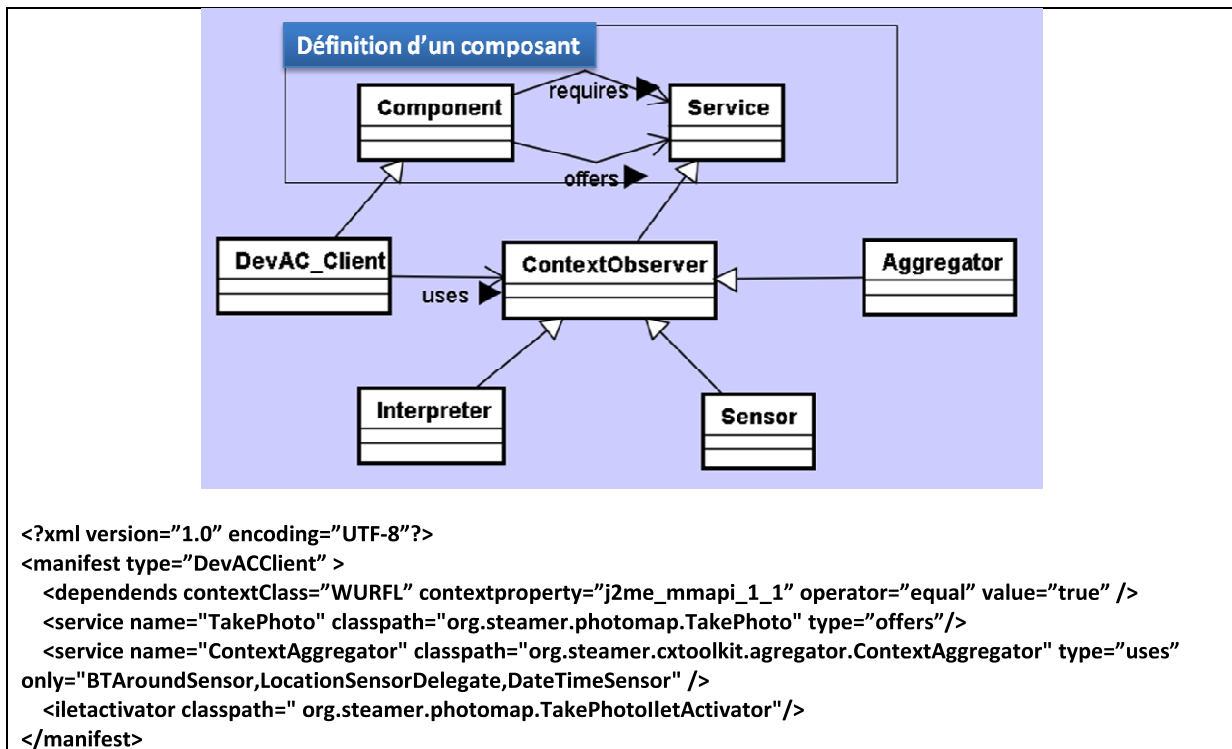 Définition d’un composant
requires
Component
Service
offers
DevAC_Client
ContextObserver
Aggregator
uses
Interpreter
Sensor
<?xml version=”1.0” encoding=”UTF-8”?>
<manifest type=”DevACClient” >
<dependends contextClass=”WURFL” contextproperty=”j2me_mmapi_1_1” operator=”equal” value=”true” />
<service name="TakePhoto" classpath="org.steamer.photomap.TakePhoto" type=”offers”/>
<service name="ContextAggregator" classpath="org.steamer.cxtoolkit.agregator.ContextAggregator" type=”uses”
only="BTAroundSensor,LocationSensorDelegate,DateTimeSensor" />
<iletactivator classpath=" org.steamer.photomap.TakePhotoIletActivator"/>
</manifest>